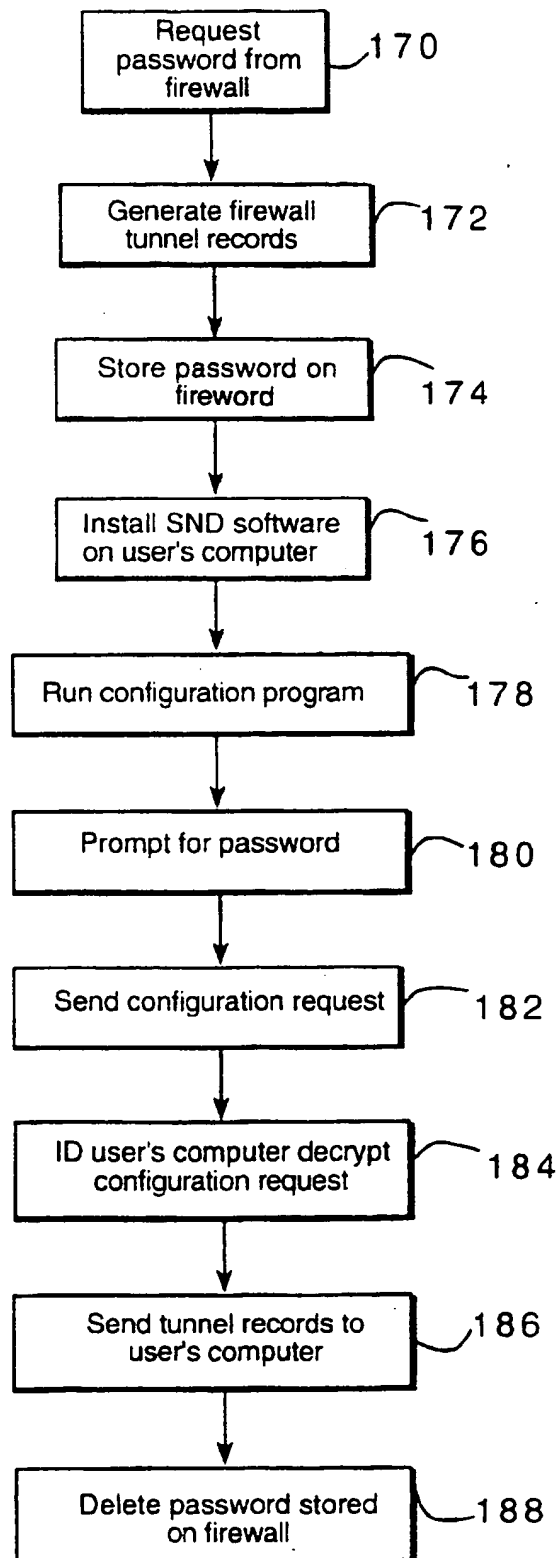 Request
password from
firewall
170
Generate firewall
tunnel records
172
Store password on
fireword
174
Install SND software
on user's computer
176
Run configuration program
178
Prompt for password
180
Send configuration request
182
ID user's computer decrypt
configuration request
184
Send tunnel records to
user's computer
186
Delete password stored
on firewall
188